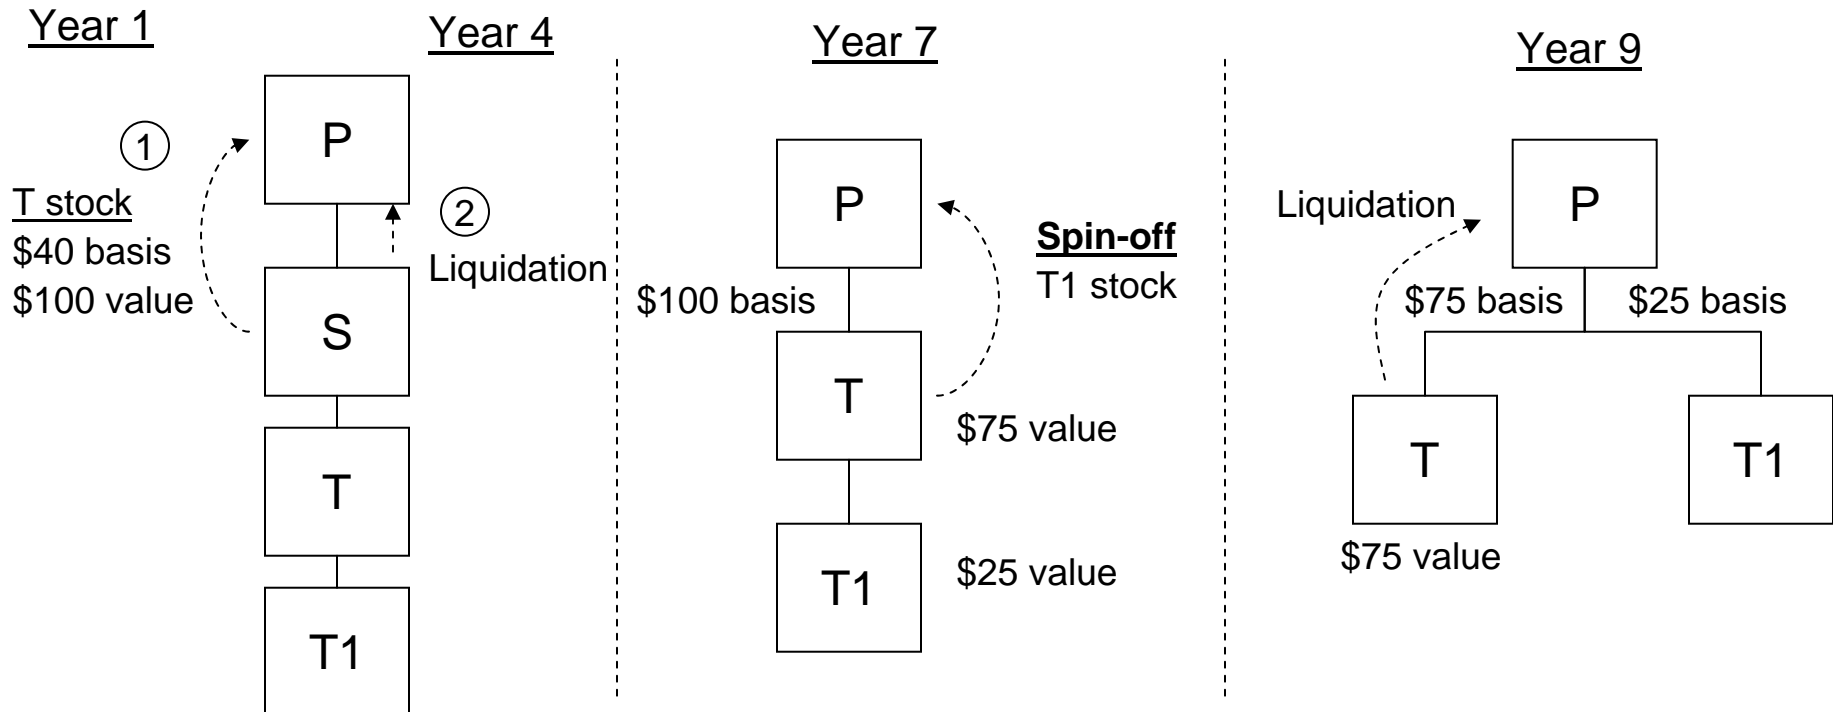 Year 1
Year 4
1
P
T stock
$40 basis
$100 value
2
Liquidation
S
T
T1
Year 7
P
Spin-off
T1 stock
$100 basis
T
$75 value
T1
$25 value
Year 9
Liquidation
P
$75 basis
$25 basis
T
T1
$75 value